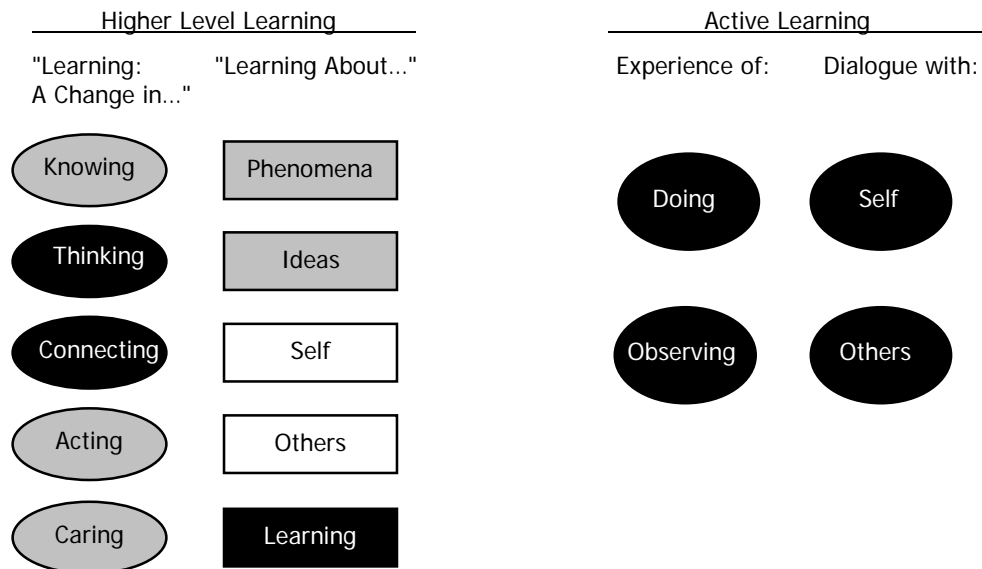 Higher Level Learning
"Learning:
A Change in..."
"Learning About..."
Knowing
Phenomena
Thinking
Ideas
Connecting
Self
Acting
Others
Caring
Learning
Active Learning
Experience of:
Dialogue with:
Doing
Self
Observing
Others